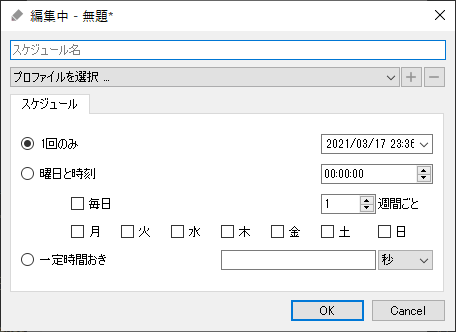 編集中 - 無題*
スケジュール名
プロファイルを選択 ...
スケジュール
1回のみ 2021/03/17 23:36
曜日と時刻 00:00:00
毎日 1 週間ごと
月 火 水 木 金 土 日
一定時間おき 秒
OK Cancel